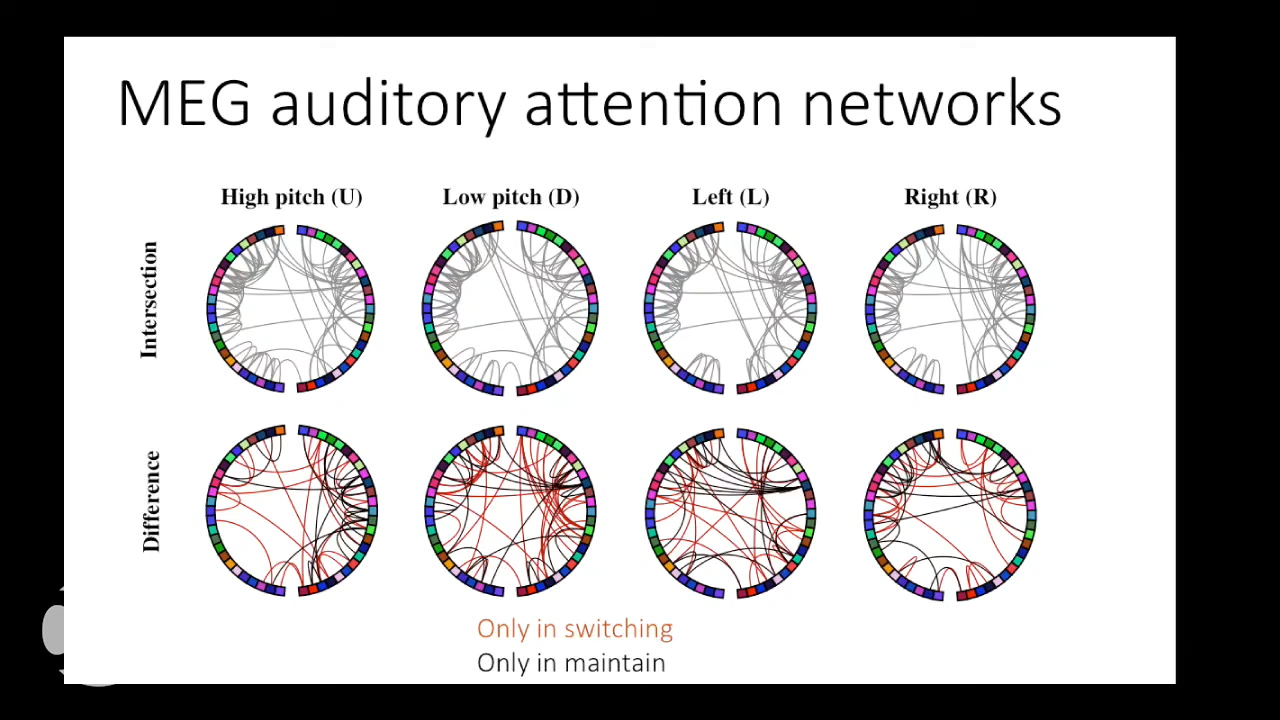 MEG auditory attention networks
High pitch (U)
Low pitch (D)
Left (L)
Right (R)
Intersection
Difference
Only in switching
Only in maintain